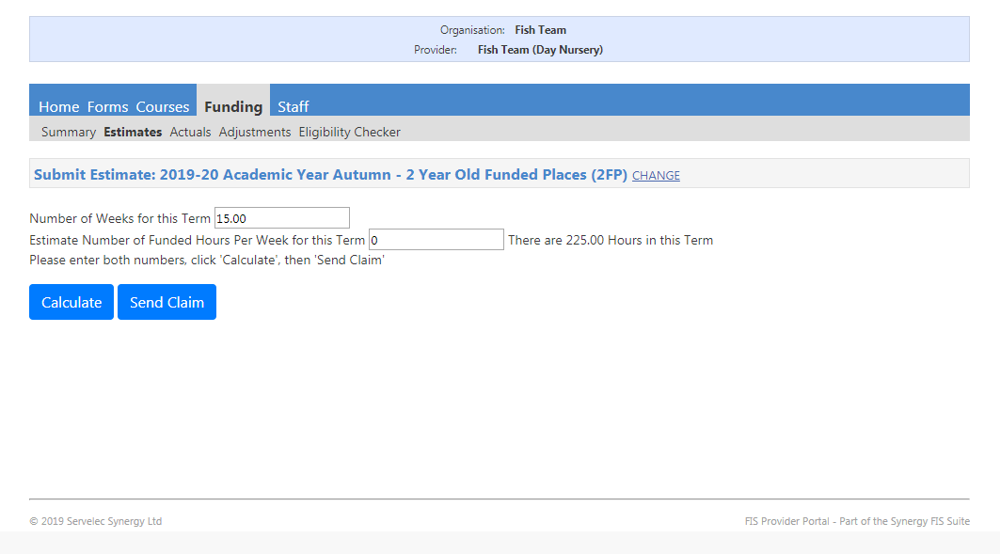 Organisation: Fish Team
Provider: Fish Team (Day Nursery)
Home Forms Courses Funding Staff
Summary Estimates Actuals Adjustments Eligibility Checker
Submit Estimate: 2019-20 Academic Year Autumn - 2 Year Old Funded Places (2FP) CHANGE
Number of Weeks for this Term 15.00
Estimate Number of Funded Hours Per Week for this Term 0 There are 225.00 Hours in this Term
Please enter both numbers, click 'Calculate', then 'Send Claim'
Calculate Send Claim
© 2019 Servelec Synergy Ltd FIS Provider Portal - Part of the Synergy FIS Suite